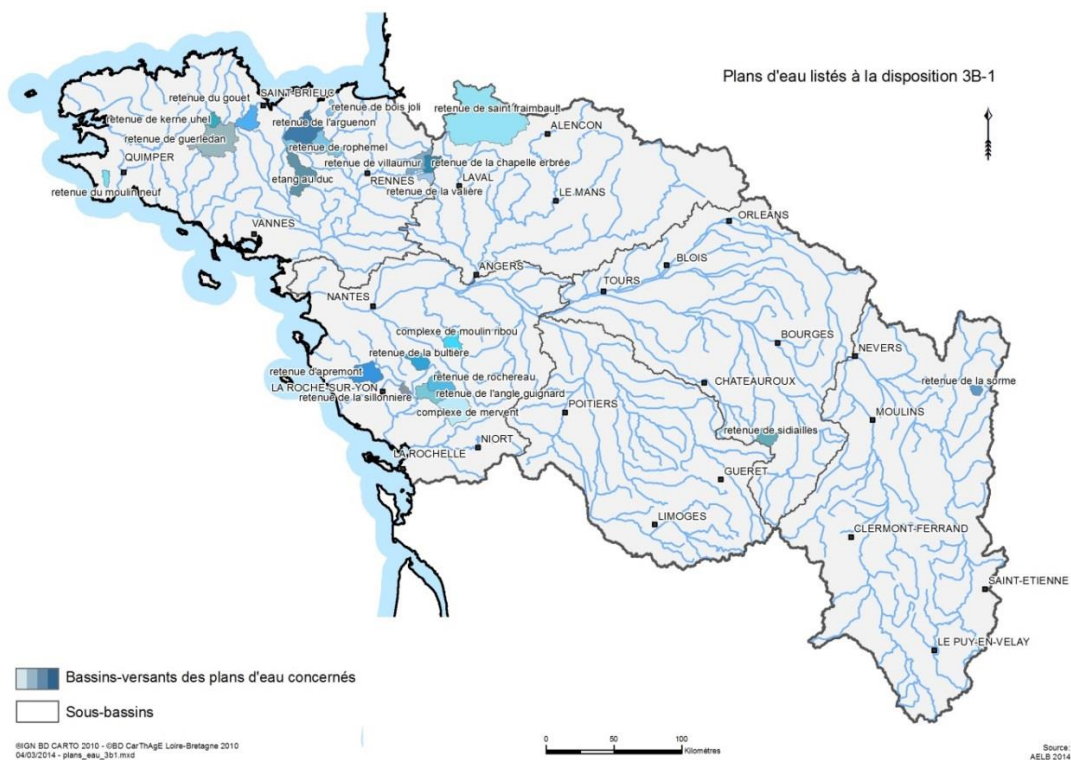 Plans d'eau listés à la disposition 3B-1
SAINT-BRIEUC
retenue du gouet
retenue de bois joli
retenue de kerne uhel
retenue de l'arguenon
retenue de saint fraimbault
ALENCON
retenue de guerledan
retenue de rophemel
QUIMPER
retenue de villaumur
retenue de la chapelle erbrée
etang au duc
RENNES
LAVAL
retenue du moulin neuf
retenue de la valière
LE MANS
VANNES
ORLEANS
ANGERS
BLOIS
TOURS
NANTES
complexe de moulin ribou
BOURGES
NEVERS
retenue de la bultière
retenue d'apremont
retenue de rochereau
CHATEAUROUX
retenue de la sorme
LA ROCHE-SUR-YON
retenue de l'angle guignard
retenue de la sillonnière
complexe de mervent
POITIERS
MOULINS
retenue de sidiailles
NIORT
LA ROCHELLE
GUERET
LIMOGES
CLERMONT-FERRAND
SAINT-ETIENNE
LE PUY-EN-VELAY
Bassins-versants des plans d'eau concernés
Sous-bassins
®IGN BD CARTO 2010 - ©BD CarThAgE Loire-Bretagne 2010
04/03/2014 - plans_eau_3b1.mxd
0 50 100
Kilomètres
Source:
AELB 2014